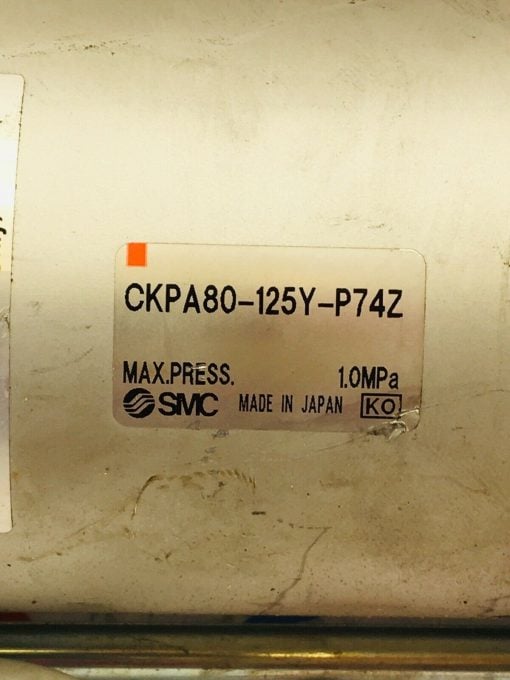 CKPA80-125Y-P74Z
MAX.PRESS. 1.0MPa
SMC MADE IN JAPAN KO